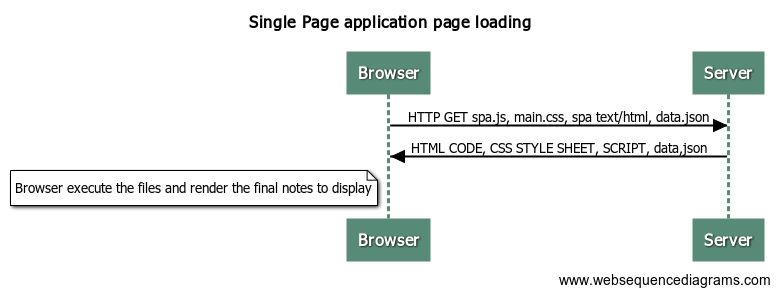 Single Page application page loading
Browser
Server
HTTP GET spa.js, main.css, spa text/html, data.json
HTML CODE, CSS STYLE SHEET, SCRIPT, data,json
Browser execute the files and render the final notes to display
Browser
Server
www.websequencediagrams.com